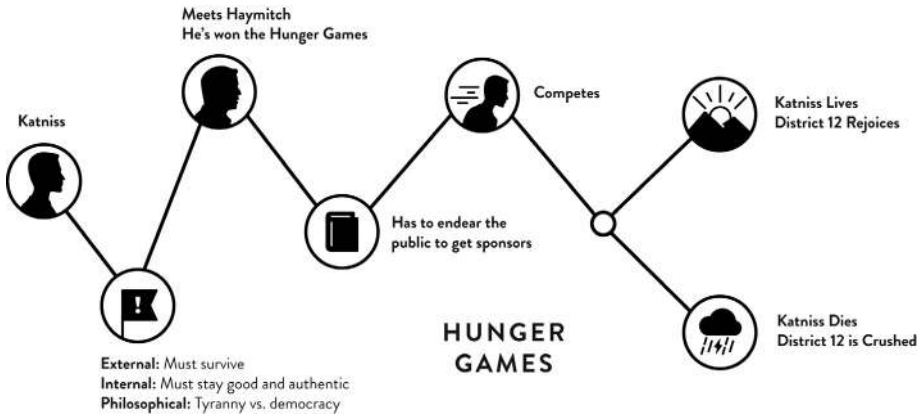 Katniss
External: Must survive
Internal: Must stay good and authentic
Philosophical: Tyranny vs. democracy
Meets Haymitch
He's won the Hunger Games
Has to endear the
public to get sponsors
Competes
Katniss Lives
District 12 Rejoices
Katniss Dies
District 12 is Crushed
HUNGER
GAMES
!